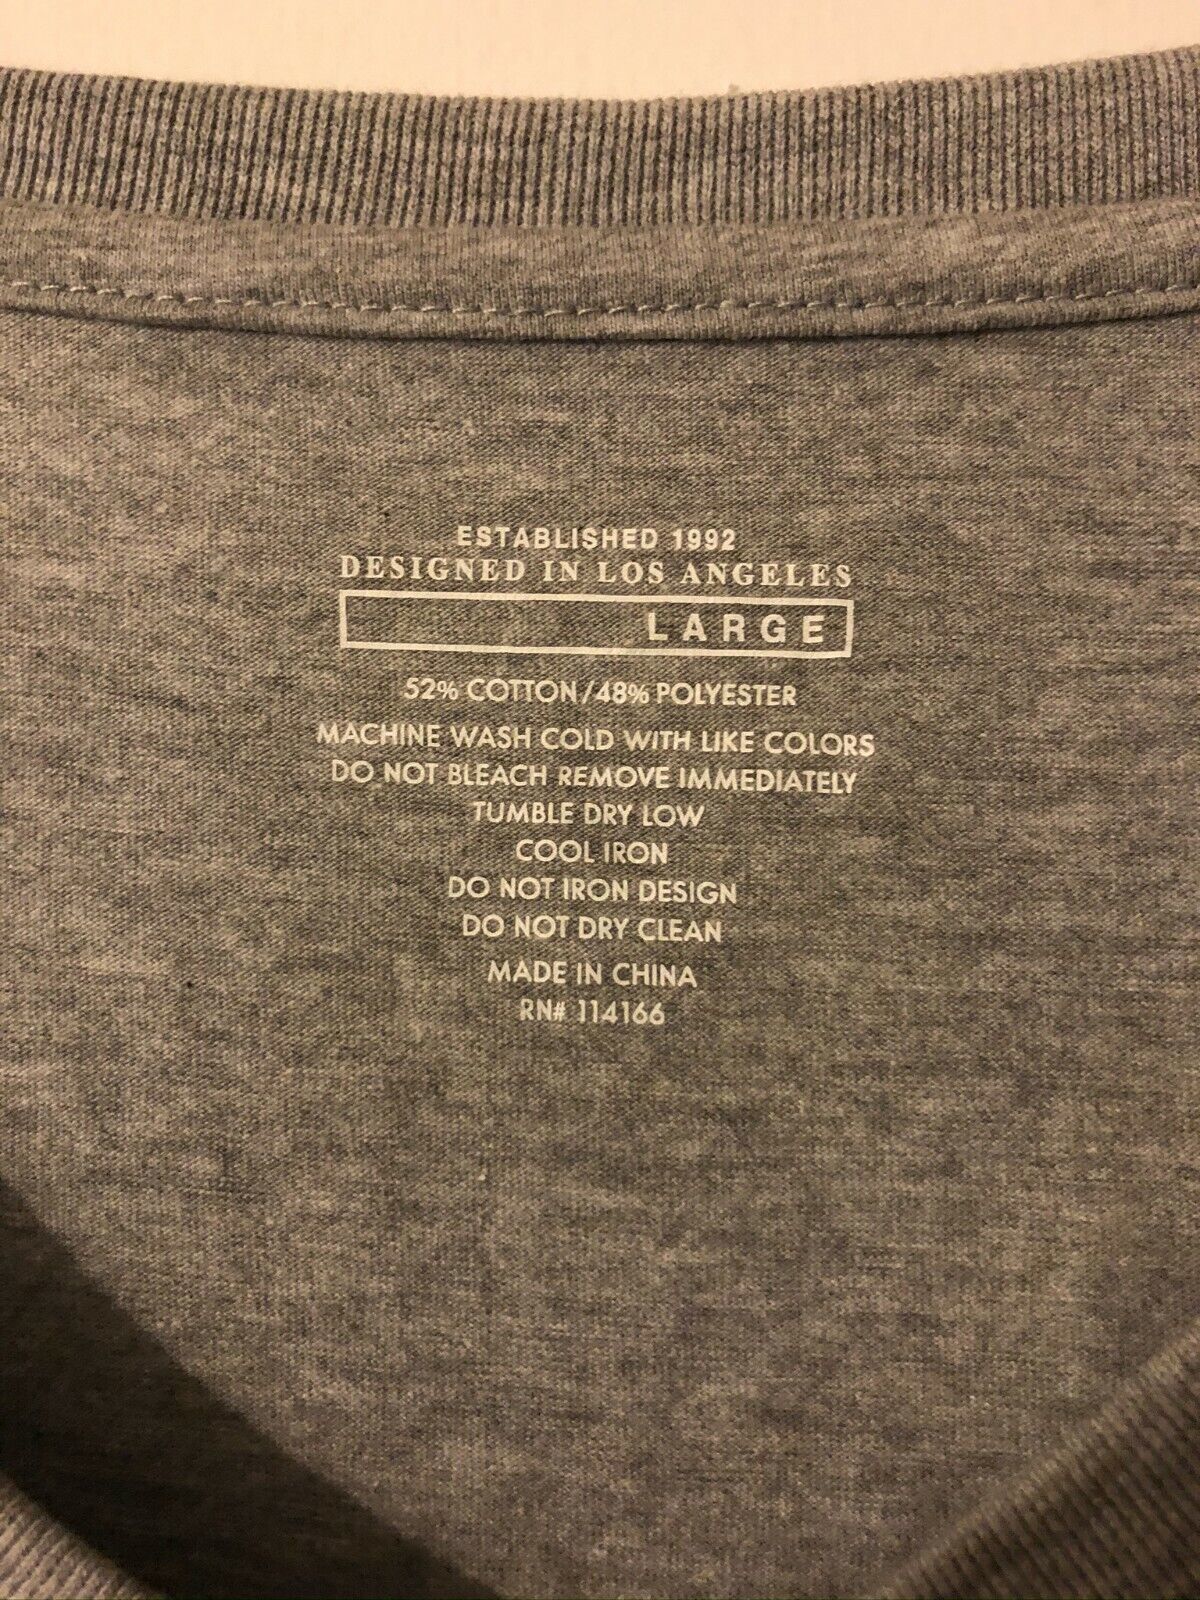 ESTABLISHED 1992
DESIGNED IN LOS ANGELES
LARGE
52% COTTON/48% POLYESTER
MACHINE WASH COLD WITH LIKE COLORS
DO NOT BLEACH REMOVE IMMEDIATELY
TUMBLE DRY LOW
COOL IRON
DO NOT IRON DESIGN
DO NOT DRY CLEAN
MADE IN CHINA
RN# 114166